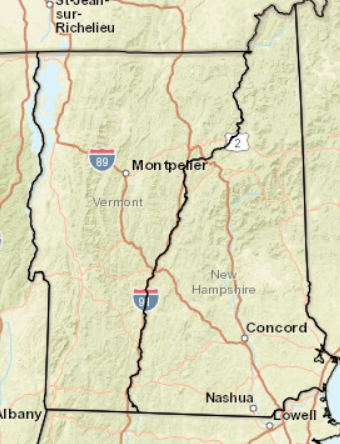 St-Jean-
sur-
Richelieu
2
89
Montpelier
Vermont
New
Hampshire
91
Concord
Nashua
Albany
Lowell